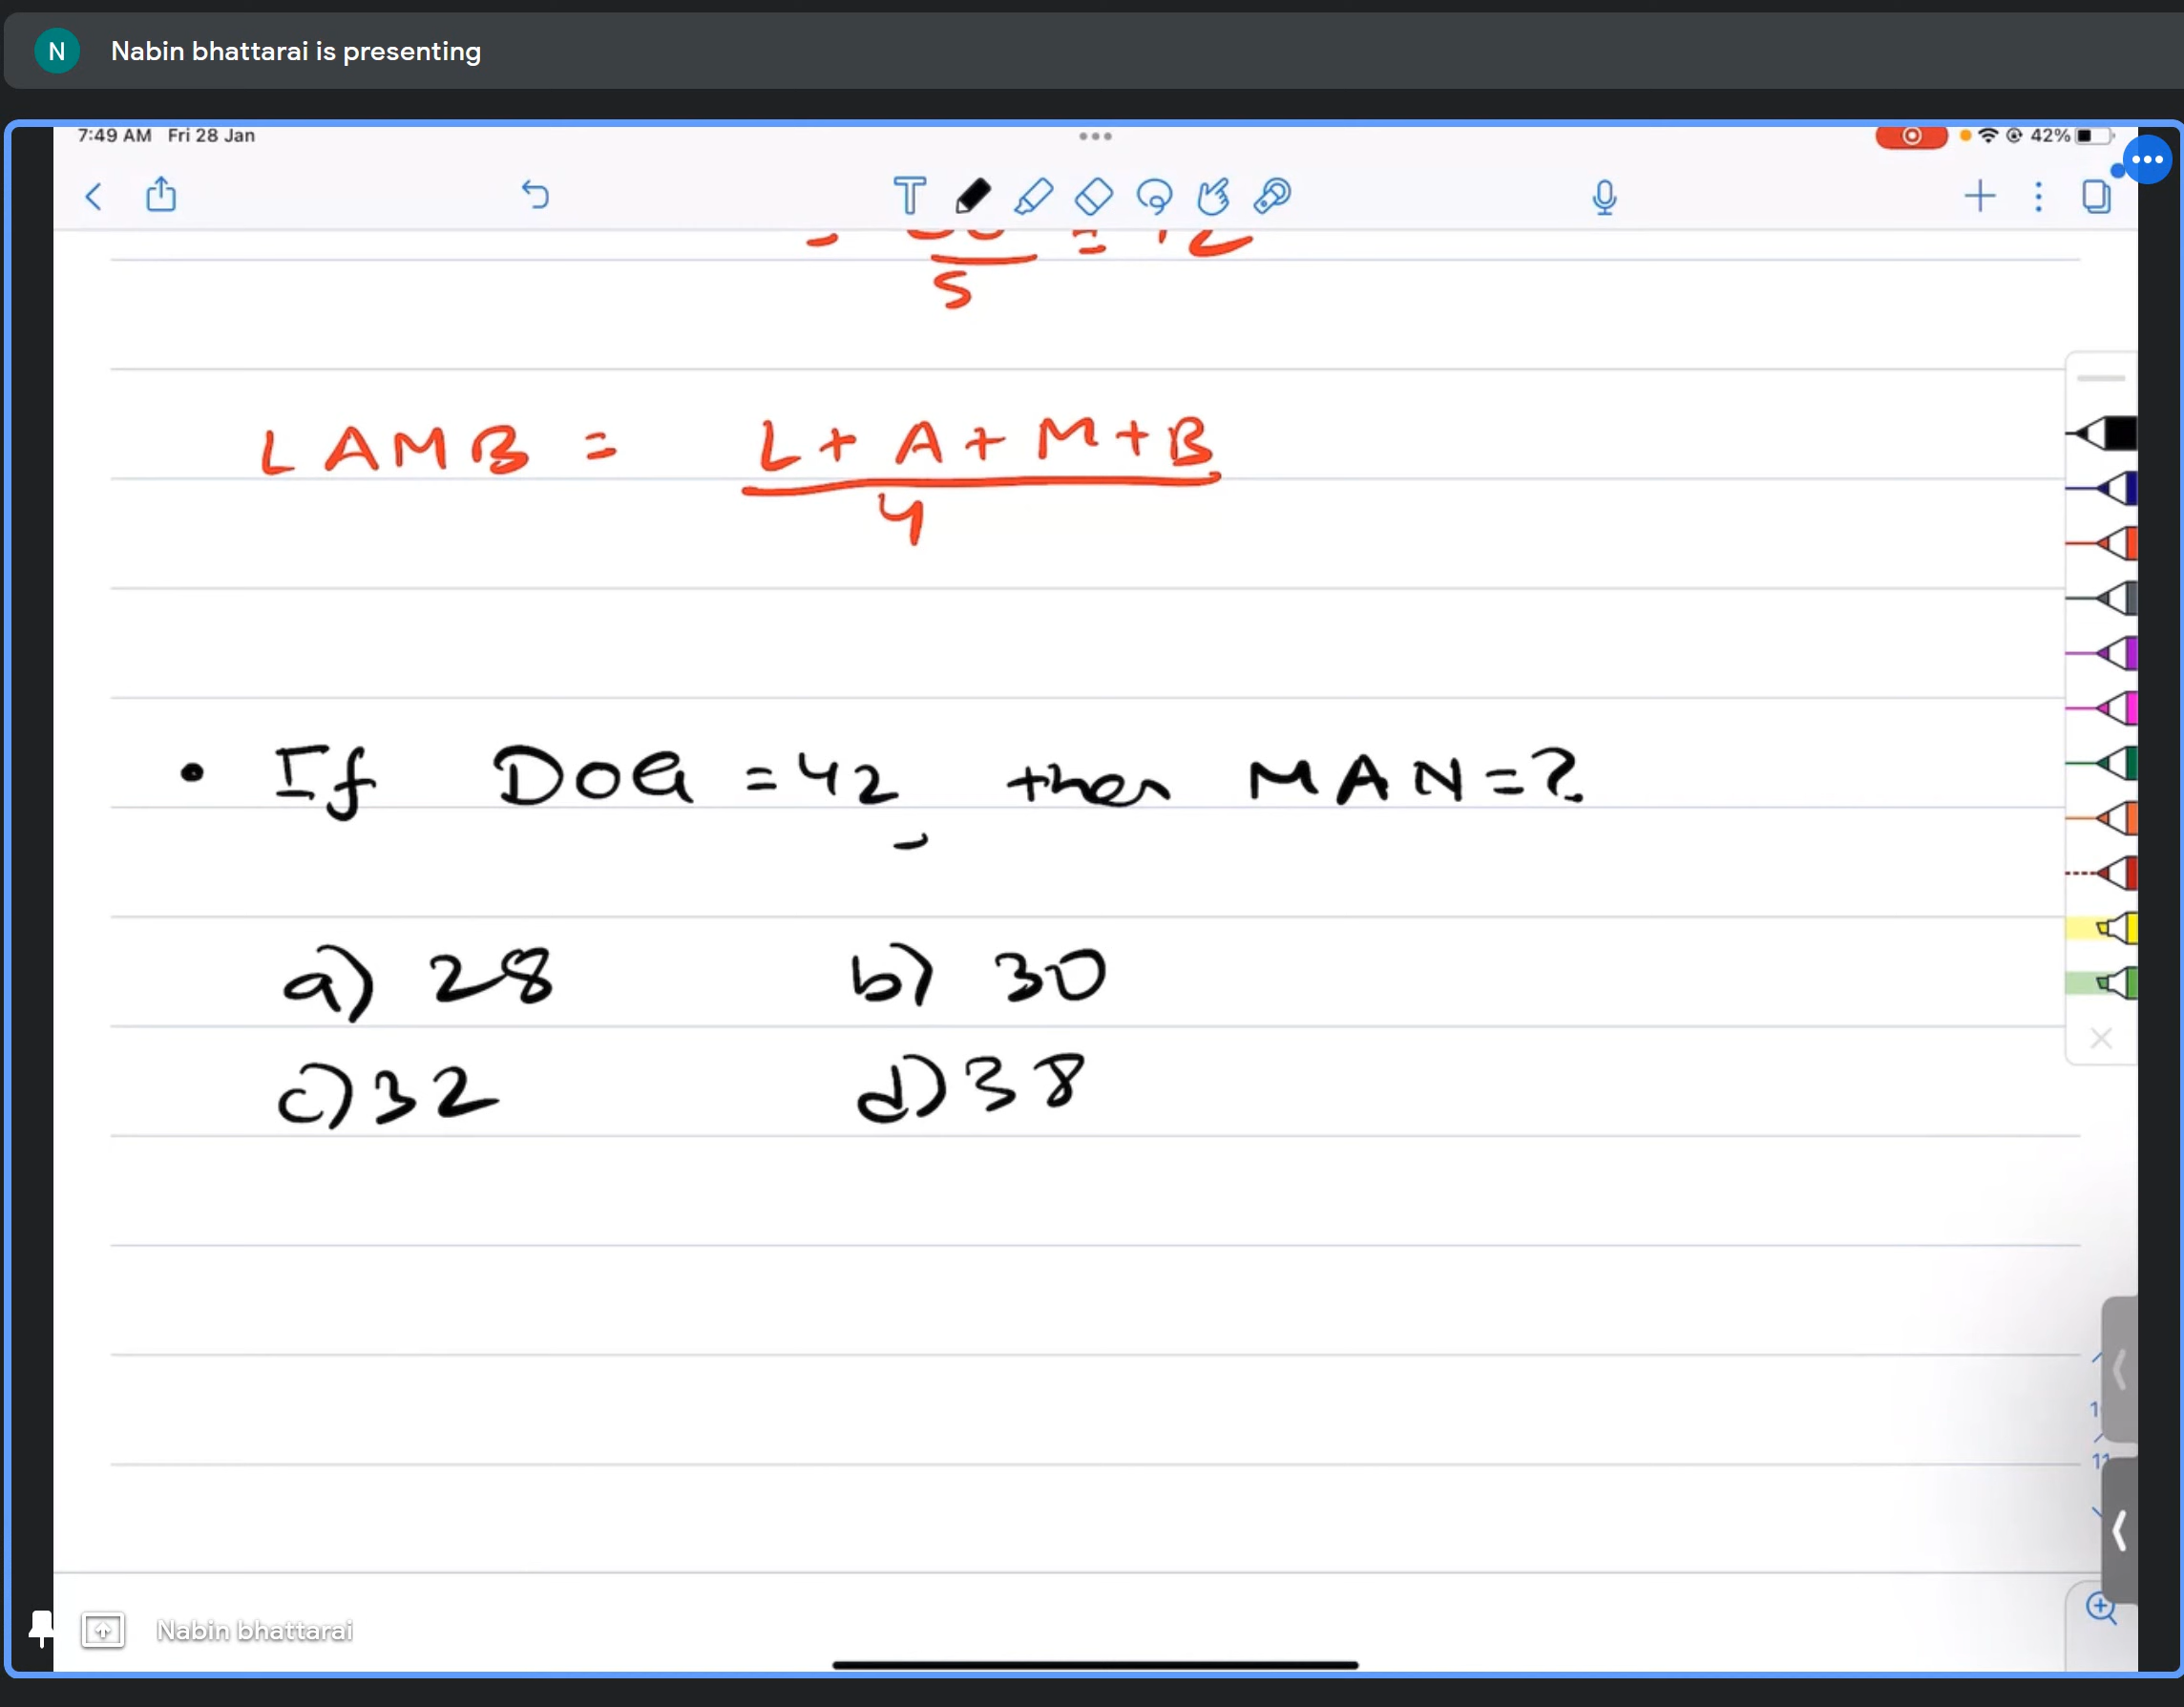 N Nabin bhattarai is presenting
7:49 AM Fri 28 Jan
42%
T
5
LAMB = L + A + M + B
4
• If DOG = 42, then MAN = ?
a) 28 b) 30
c) 32 d) 38
11
Nabin bhattarai